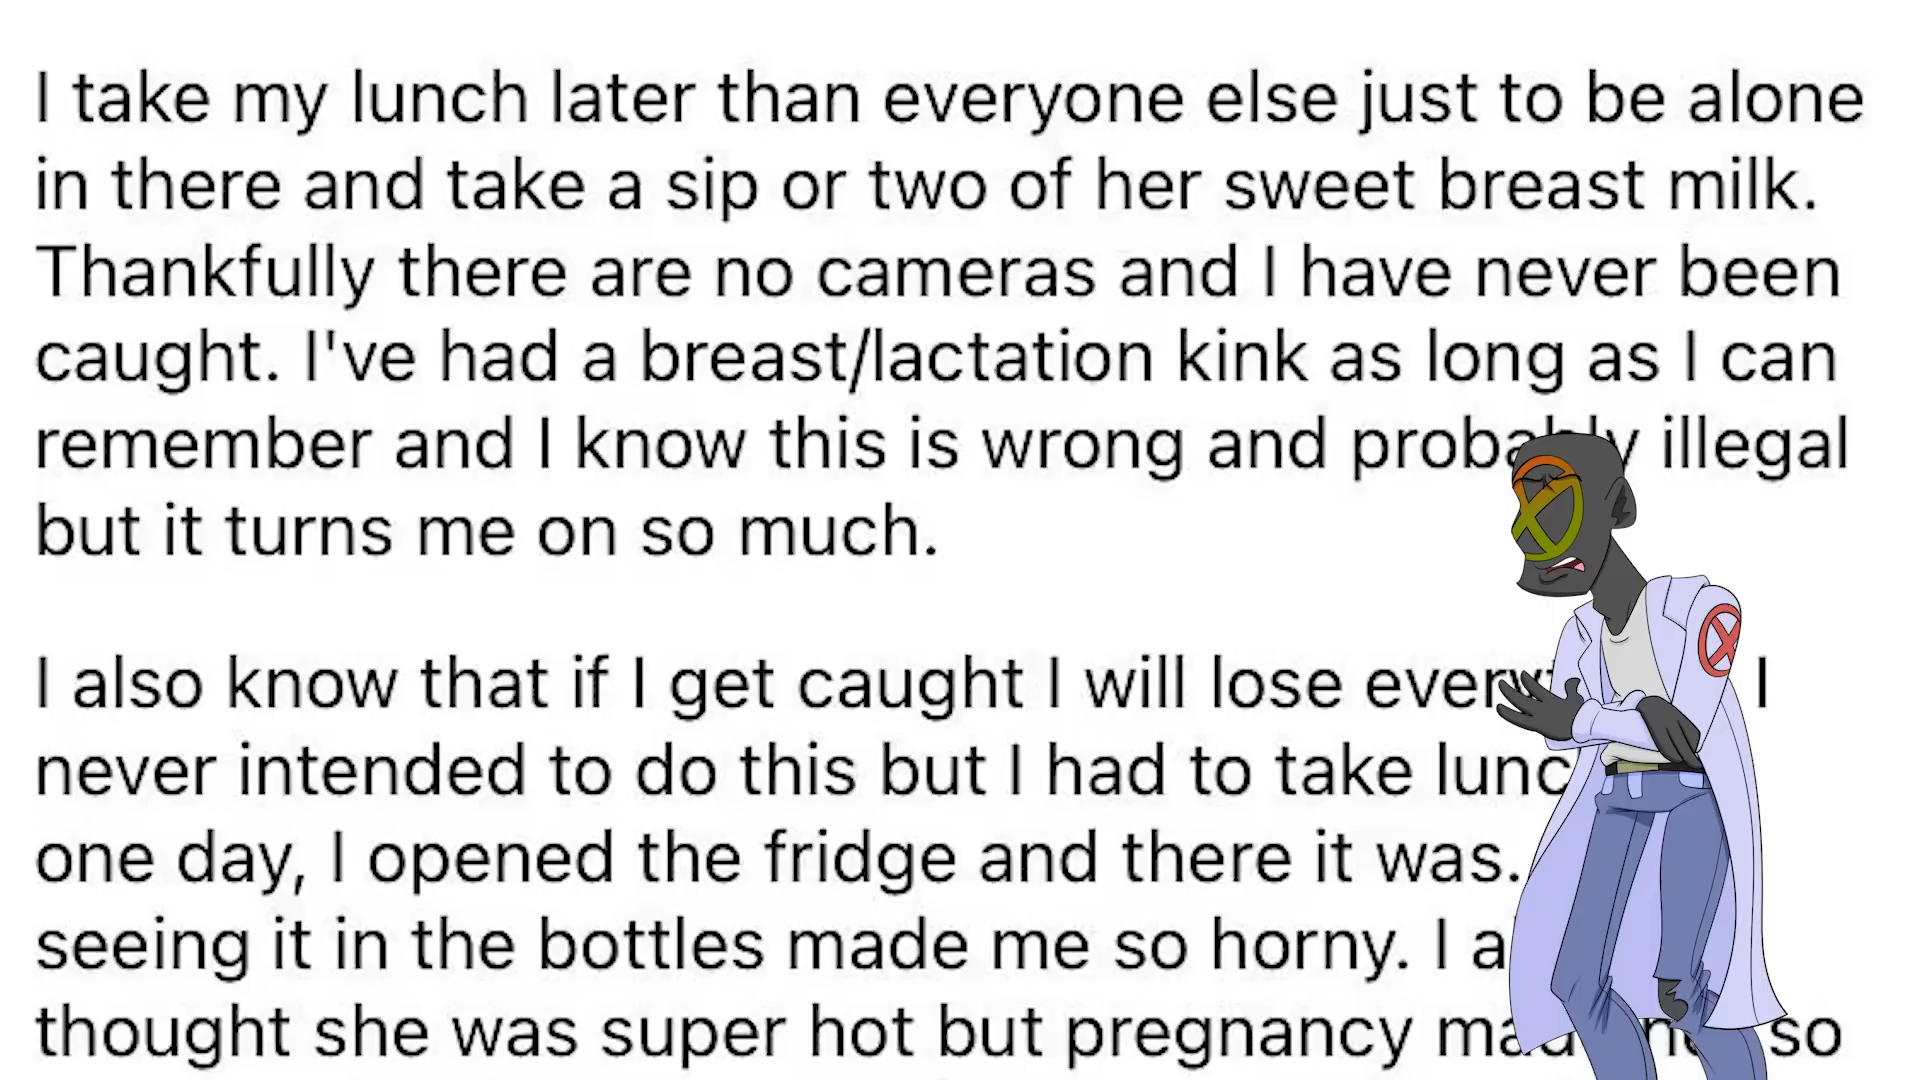 I take my lunch later than everyone else just to be alone
in there and take a sip or two of her sweet breast milk.
Thankfully there are no cameras and I have never been
caught. I've had a breast/lactation kink as long as I can
remember and I know this is wrong and probably illegal
but it turns me on so much.
I also know that if I get caught I will lose I
never intended to do this but I had to take
one day, I opened the fridge and there it was.
seeing it in the bottles made me so horny. I
thought she was super hot but pregnancy so